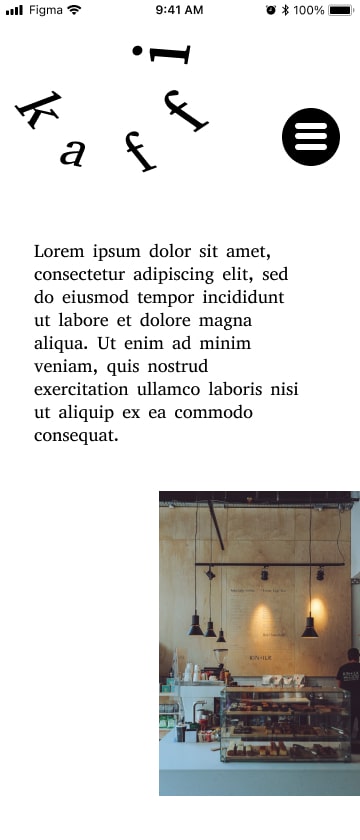 Figma 9:41 AM 100%
kaffi
Lorem ipsum dolor sit amet,
consectetur adipiscing elit, sed
do eiusmod tempor incididunt
ut labore et dolore magna
aliqua. Ut enim ad minim
veniam, quis nostrud
exercitation ullamco laboris nisi
ut aliquip ex ea commodo
consequat.